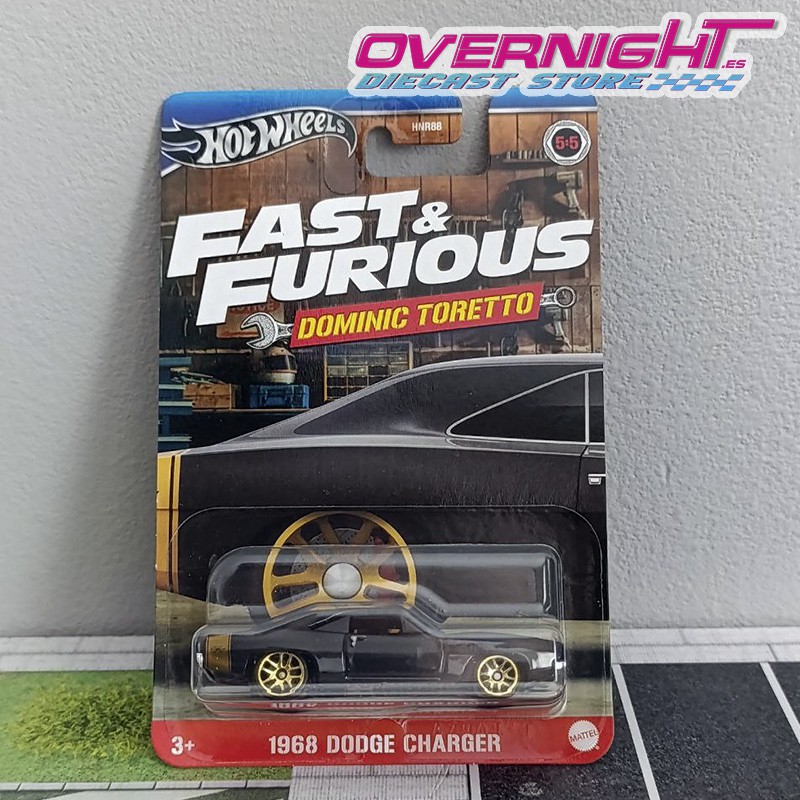 OVERNIGHT.ES
DIECAST STORE
HOT WHEELS
HNR88
5:5
FAST &
FURIOUS
DOMINIC TORETTO
3+
1968 DODGE CHARGER
MATTEL